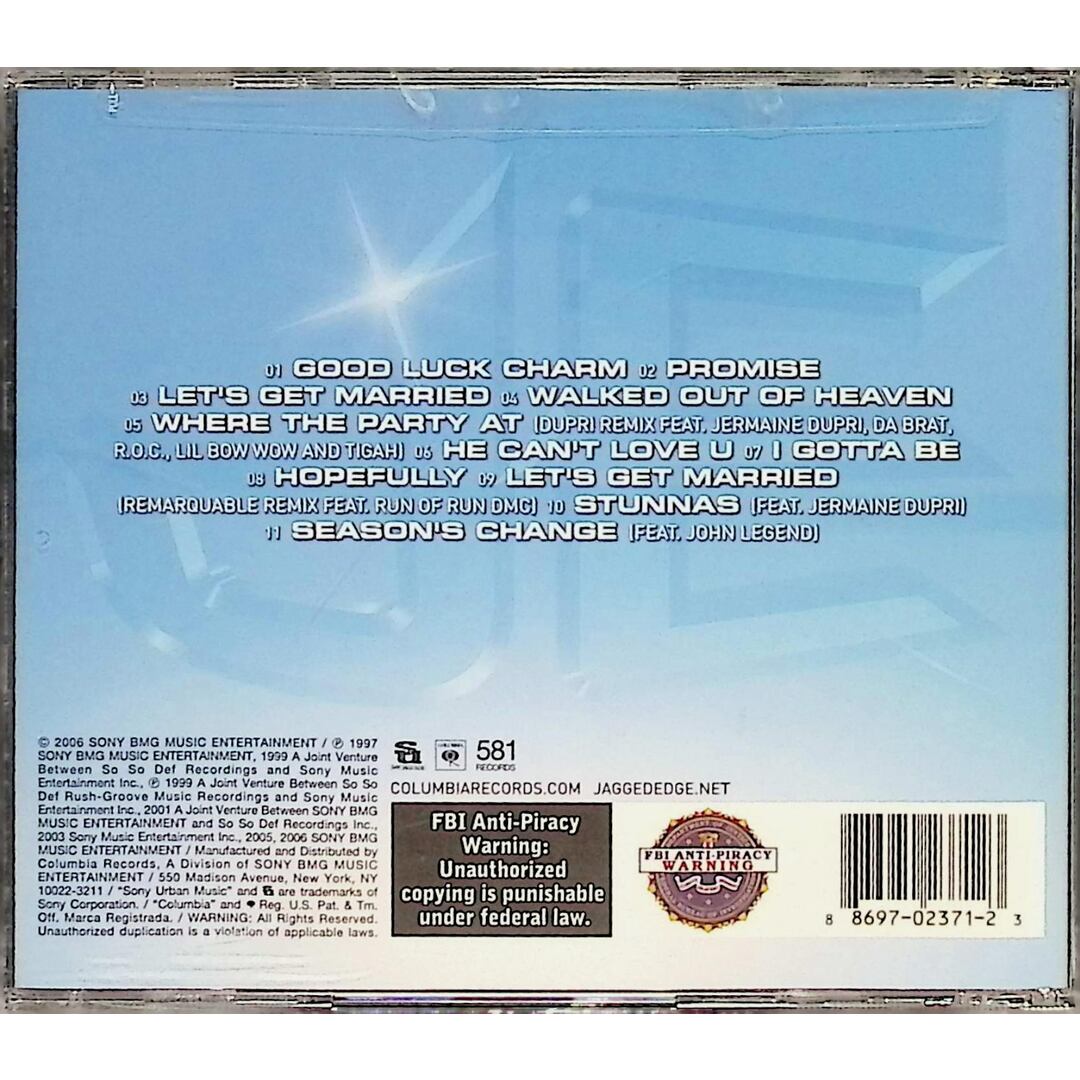 PULL
01 GOOD LUCK CHARM 02 PROMISE
03 LET'S GET MARRIED 04 WALKED OUT OF HEAVEN
05 WHERE THE PARTY AT (DUPRI REMIX FEAT. JERMAINE DUPRI, DA BRAT,
R.O.C., LIL BOW WOW AND TIGAH) 06 HE CAN'T LOVE U 07 I GOTTA BE
08 HOPEFULLY 09 LET'S GET MARRIED
(REMARQUABLE REMIX FEAT. RUN OF RUN DMC) 10 STUNNAS (FEAT. JERMAINE DUPRI)
11 SEASON'S CHANGE (FEAT. JOHN LEGEND)
© 2006 SONY BMG MUSIC ENTERTAINMENT / ℗ 1997
SONY BMG MUSIC ENTERTAINMENT, 1999 A Joint Venture
Between So So Def Recordings and Sony Music
Entertainment Inc., ℗ 1999 A Joint Venture Between So So
Def Rush-Groove Music Recordings and Sony Music
Entertainment Inc., 2001 A Joint Venture Between SONY BMG
MUSIC ENTERTAINMENT and So So Def Recordings Inc.,
2003 Sony Music Entertainment Inc., 2005, 2006 SONY BMG
MUSIC ENTERTAINMENT / Manufactured and Distributed by
Columbia Records, A Division of SONY BMG MUSIC
ENTERTAINMENT / 550 Madison Avenue, New York, NY
10022-3211 / "Sony Urban Music" and are trademarks of
Sony Corporation. / "Columbia" and Reg. U.S. Pat. & Tm.
Off. Marca Registrada. / WARNING: All Rights Reserved.
Unauthorized duplication is a violation of applicable laws.
COLUMBIA
581
RECORDS
COLUMBIARECORDS.COM JAGGEDEDGE.NET
FBI Anti-Piracy
Warning:
Unauthorized
copying is punishable
under federal law.
FBI ANTI-PIRACY
WARNING
8 8697-02371-2 3